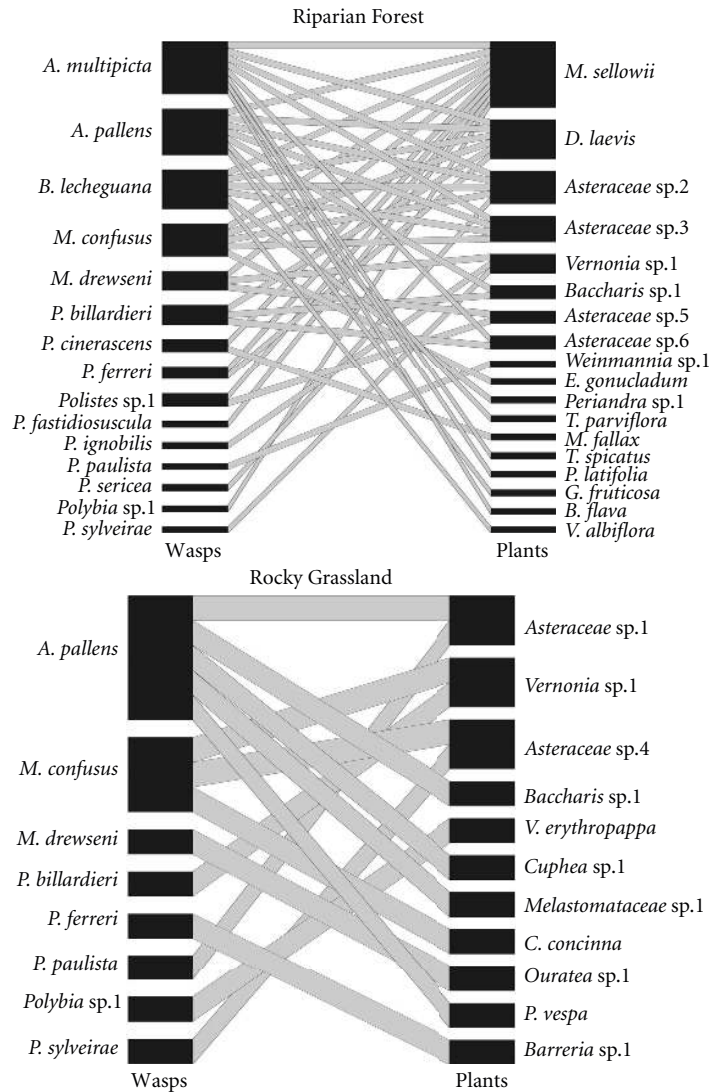 Riparian Forest
A. multipicta
A. pallens
B. lecheguana
M. confusus
M. drewseni
P. billardieri
P. cinerascens
P. ferreri
Polistes sp.1
P. fastidiosuscula
P. ignobilis
P. paulista
P. sericea
Polybia sp.1
P. sylveirae
Wasps
M. sellowii
D. laevis
Asteraceae sp.2
Asteraceae sp.3
Vernonia sp.1
Baccharis sp.1
Asteraceae sp.5
Asteraceae sp.6
Weinmannia sp.1
E. gonucladum
Periandra sp.1
T. parviflora
M. fallax
T. spicatus
P. latifolia
G. fruticosa
B. flava
V. albiflora
Plants
Rocky Grassland
A. pallens
M. confusus
M. drewseni
P. billardieri
P. ferreri
P. paulista
Polybia sp.1
P. sylveirae
Wasps
Asteraceae sp.1
Vernonia sp.1
Asteraceae sp.4
Baccharis sp.1
V. erythropappa
Cuphea sp.1
Melastomataceae sp.1
C. concinna
Ouratea sp.1
P. vespa
Barreria sp.1
Plants